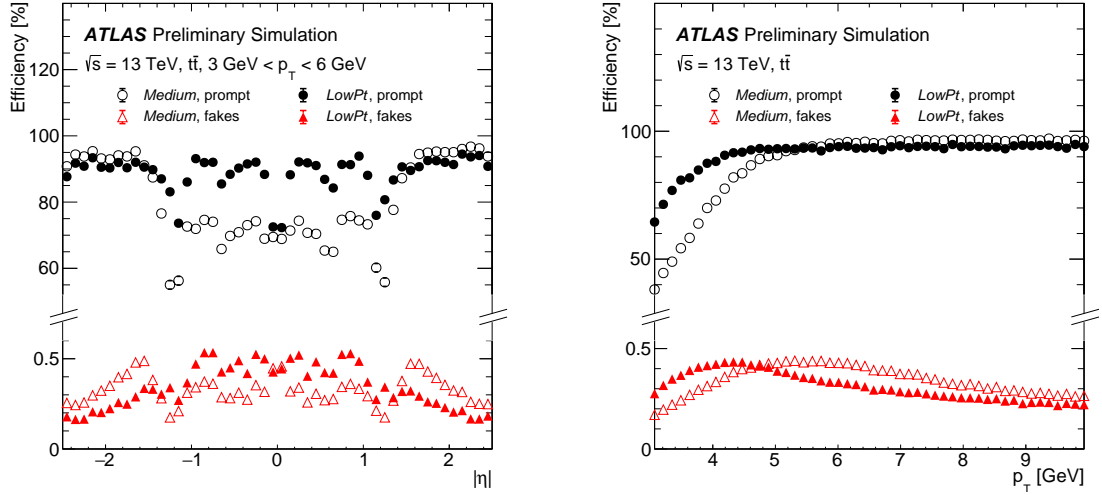 Efficiency [%]
ATLAS Preliminary Simulation
√s = 13 TeV, tt̄, 3 GeV < p_T < 6 GeV
Medium, prompt
LowPt, prompt
Medium, fakes
LowPt, fakes
120
100
80
60
0.5
0
−2
−1
0
1
2
|η|
Efficiency [%]
ATLAS Preliminary Simulation
√s = 13 TeV, tt̄
Medium, prompt
LowPt, prompt
Medium, fakes
LowPt, fakes
100
50
0.5
0
4
5
6
7
8
9
p_T [GeV]